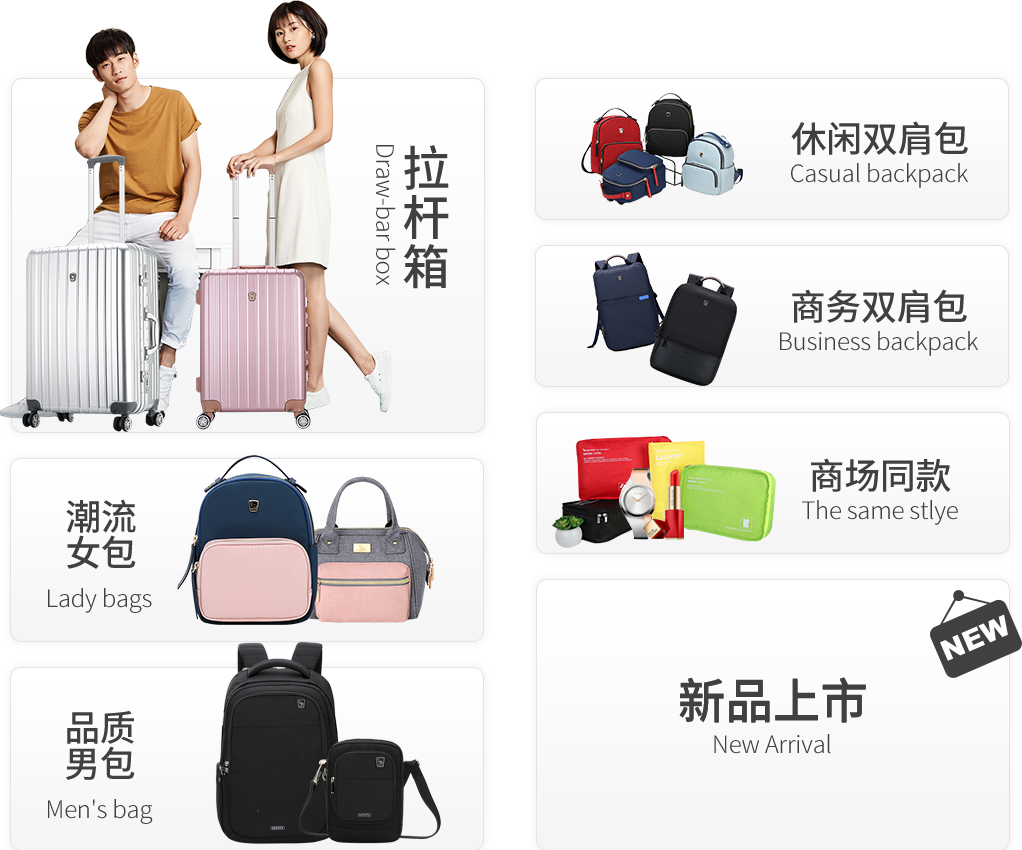 拉杆箱
Draw-bar box
潮流
女包
Lady bags
品质
男包
Men's bag
休闲双肩包
Casual backpack
商务双肩包
Business backpack
商场同款
The same stlye
NEW
新品上市
New Arrival